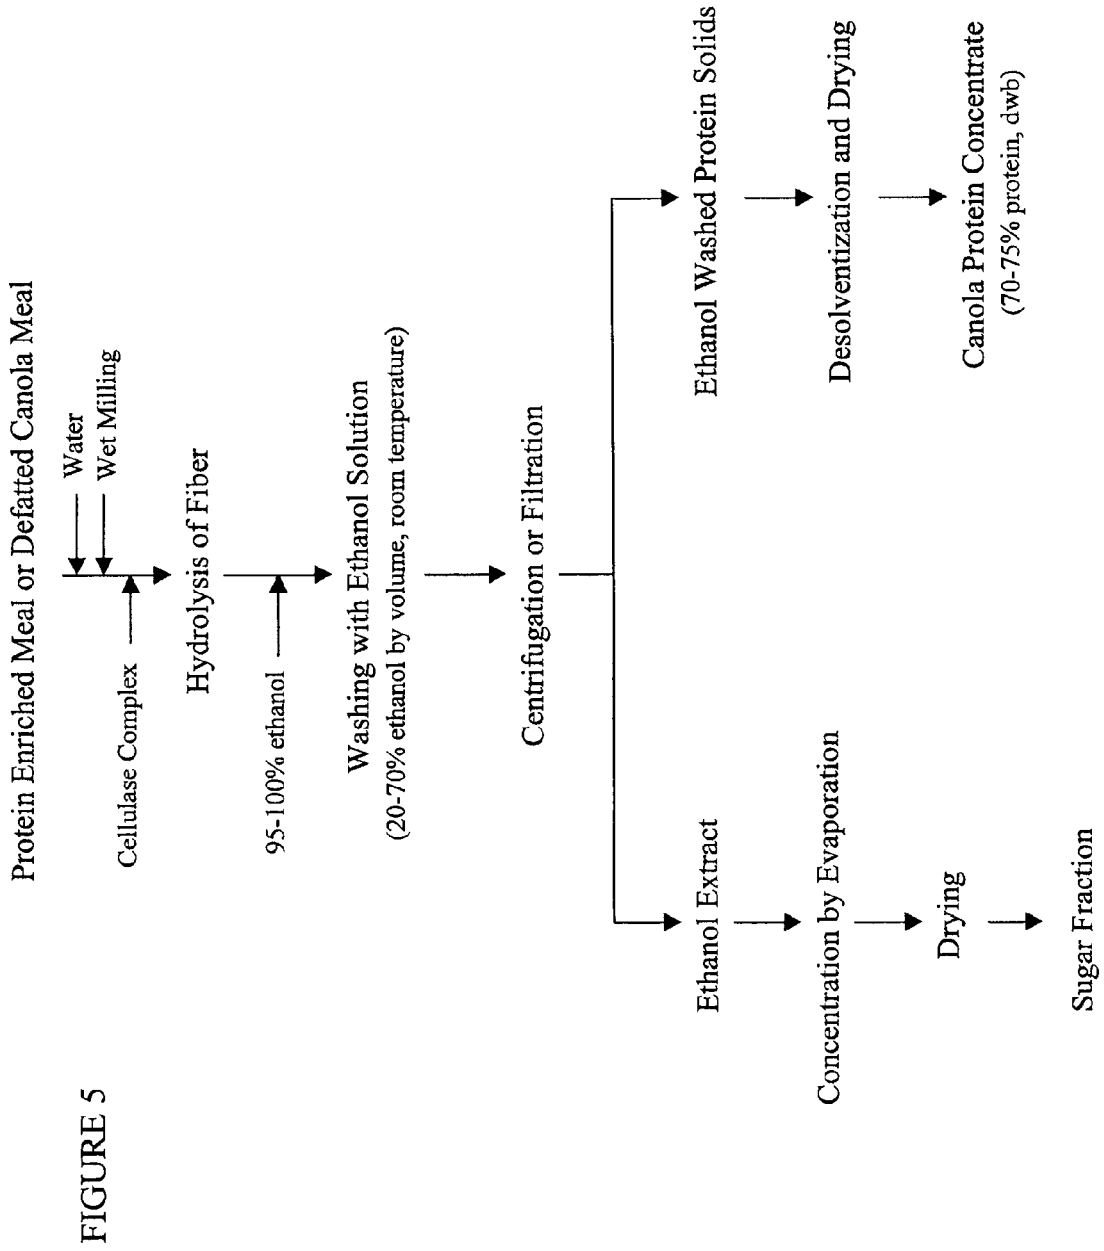 FIGURE 5
Protein Enriched Meal or Defatted Canola Meal
Water
Wet Milling
Cellulase Complex
Hydrolysis of Fiber
95-100% ethanol
Washing with Ethanol Solution
(20-70% ethanol by volume, room temperature)
Centrifugation or Filtration
Ethanol Extract
Concentration by Evaporation
Drying
Sugar Fraction
Ethanol Washed Protein Solids
Desolventization and Drying
Canola Protein Concentrate
(70-75% protein, dwb)